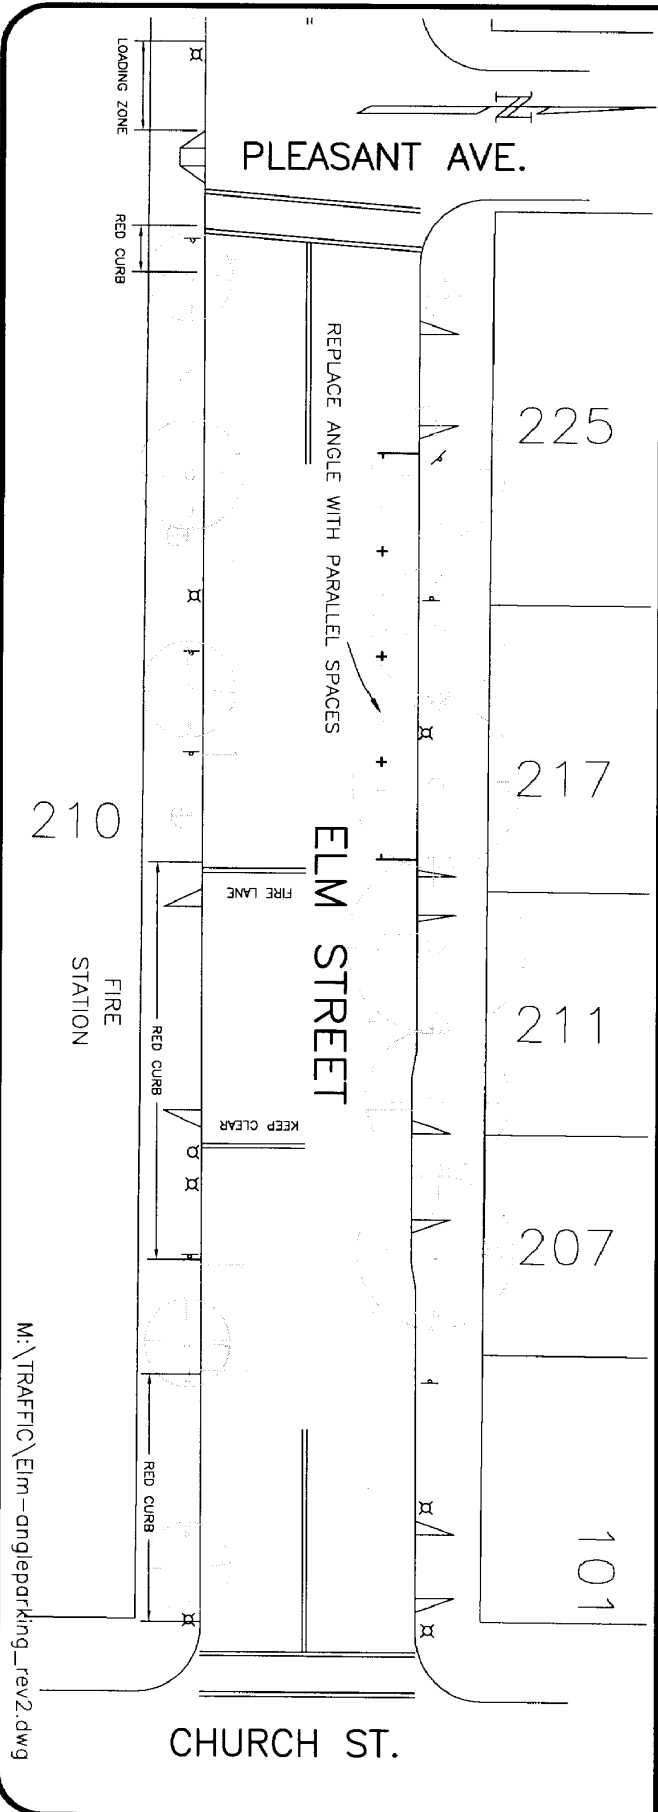 LOADING ZONE
N
PLEASANT AVE.
RED CURB
REPLACE ANGLE WITH PARALLEL SPACES
225
217
210
FIRE LANE
ELM STREET
FIRE
STATION
211
RED CURB
KEEP CLEAR
207
RED CURB
101
M:\TRAFFIC\Elm-angleparking_rev2.dwg
CHURCH ST.